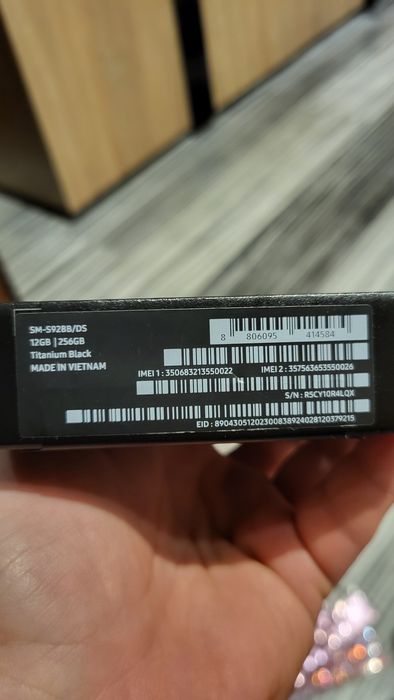 SM-S928B/DS
12GB | 256GB
Titanium Black
MADE IN VIETNAM
8 806095 414584
IMEI 1 : 350683213550022
IMEI 2 : 357563653550026
S/N : R5CY10R4LQX
EID : 89043051202300838924028120379215